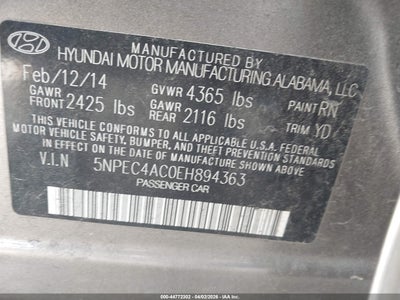 MANUFACTURED BY
HYUNDAI MOTOR MANUFACTURING ALABAMA, LLC
Feb/12/14 GVWR 4365 lbs
GAWR FRONT 2425 lbs GAWR REAR 2116 lbs PAINT RN
TRIM YD
THIS VEHICLE CONFORMS TO ALL APPLICABLE U.S.A. FEDERAL
MOTOR VEHICLE SAFETY, BUMPER, AND THEFT PREVENTION STANDARDS
IN EFFECT ON THE DATE OF MANUFACTURE SHOWN ABOVE.
V.I.N 5NPEC4AC0EH894363
PASSENGER CAR
000-44772302 - 04/02/2026 - IAA, Inc.